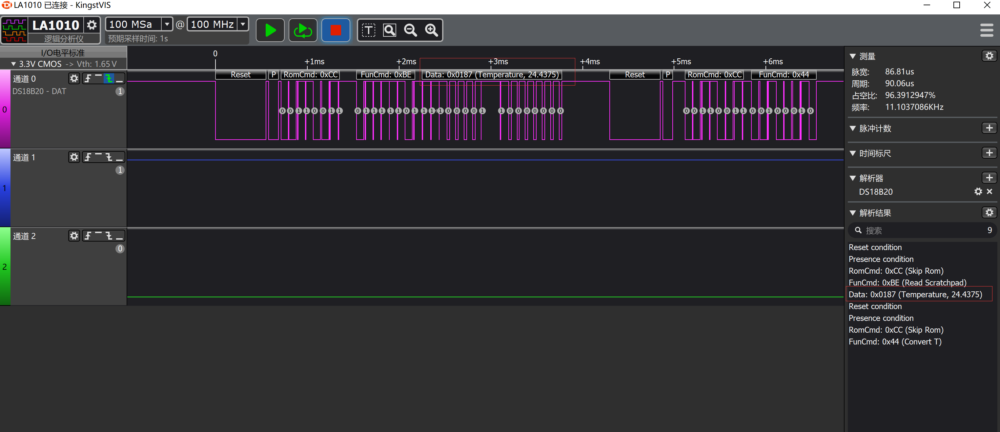 LA1010 已连接 - KingstVIS
LA1010
逻辑分析仪
100 MSa @ 100 MHz
预期采样时间: 1s
I/O电平标准
3.3V CMOS -> Vth: 1.65 V
0
+1ms +2ms +3ms +4ms +5ms +6ms
Reset P RomCmd: 0xCC FunCmd: 0xBE Data: 0x0187 (Temperature, 24.4375) Reset P RomCmd: 0xCC FunCmd: 0x44
通道 0
DS18B20 - DAT
1
0
0 0 1 1 0 0 1 1 0 1 1 1 1 1 0 1 1 1 1 0 0 0 0 1 1 0 0 0 0 0 0 0 0 0 1 1 0 0 1 1 0 0 1 0 0 0 1 0
通道 1
1
1
通道 2
0
2
测量
脉宽: 86.81us
周期: 90.06us
占空比: 96.3912947%
频率: 11.1037086KHz
脉冲计数
时间标尺
解析器
DS18B20
解析结果
搜索 9
Reset condition
Presence condition
RomCmd: 0xCC (Skip Rom)
FunCmd: 0xBE (Read Scratchpad)
Data: 0x0187 (Temperature, 24.4375)
Reset condition
Presence condition
RomCmd: 0xCC (Skip Rom)
FunCmd: 0x44 (Convert T)